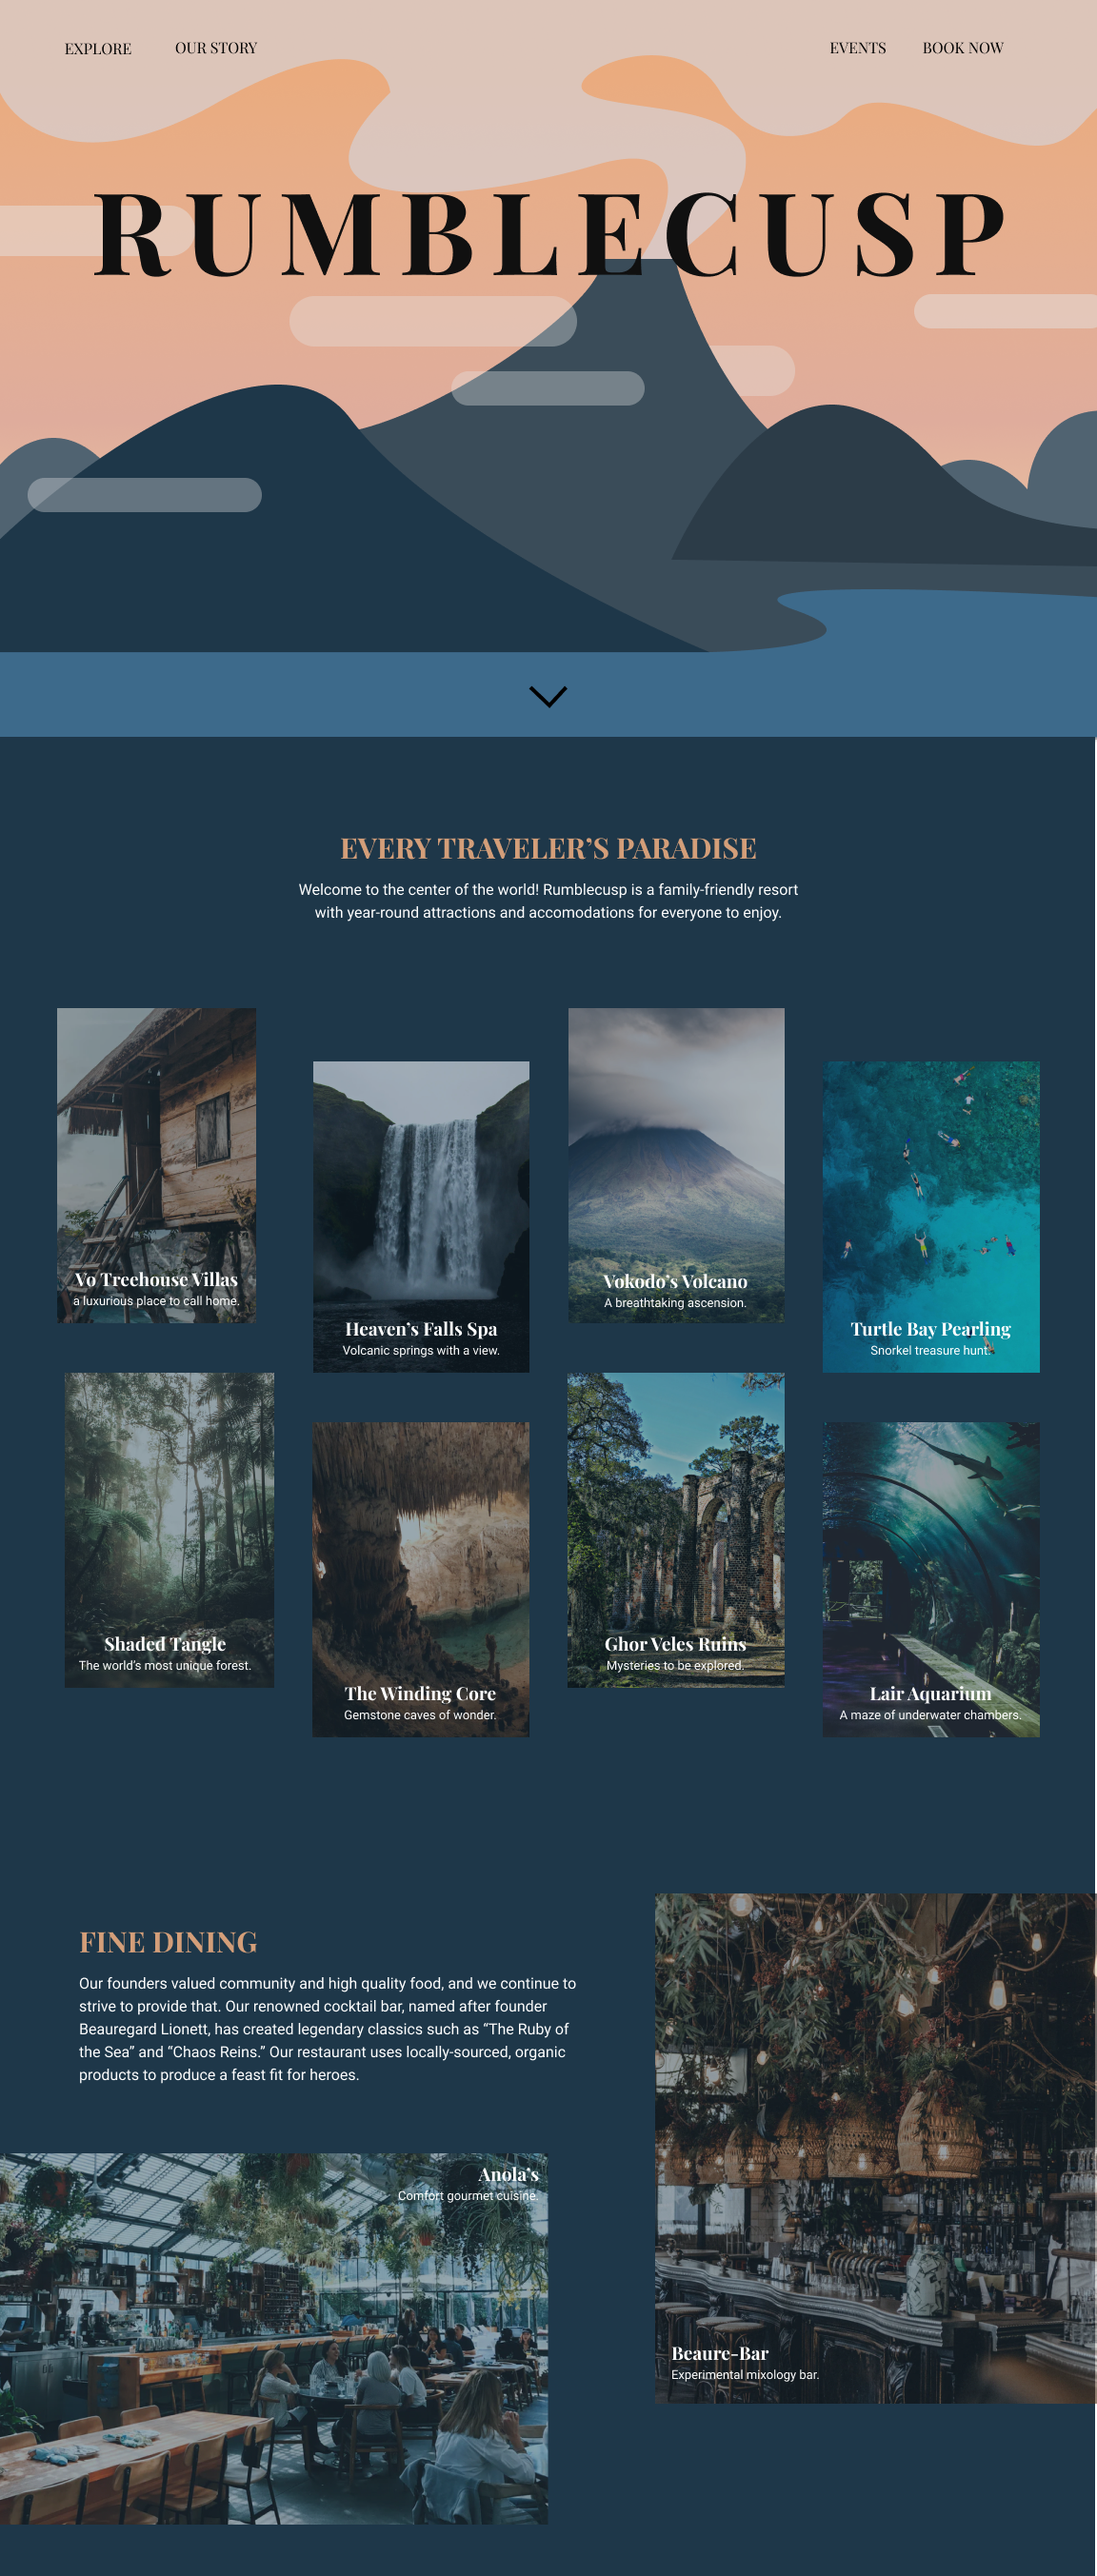 EXPLORE
OUR STORY
EVENTS
BOOK NOW
RUMBLECUSP
EVERY TRAVELER’S PARADISE
Welcome to the center of the world! Rumblecusp is a family-friendly resort
with year-round attractions and accomodations for everyone to enjoy.
Vo Treehouse Villas
a luxurious place to call home.
Heaven’s Falls Spa
Volcanic springs with a view.
Vokodo’s Volcano
A breathtaking ascension.
Turtle Bay Pearling
Snorkel treasure hunt.
Shaded Tangle
The world’s most unique forest.
The Winding Core
Gemstone caves of wonder.
Ghor Veles Ruins
Mysteries to be explored.
Lair Aquarium
A maze of underwater chambers.
FINE DINING
Our founders valued community and high quality food, and we continue to
strive to provide that. Our renowned cocktail bar, named after founder
Beauregard Lionett, has created legendary classics such as “The Ruby of
the Sea” and “Chaos Reins.” Our restaurant uses locally-sourced, organic
products to produce a feast fit for heroes.
Anola’s
Comfort gourmet cuisine.
Beaure-Bar
Experimental mixology bar.